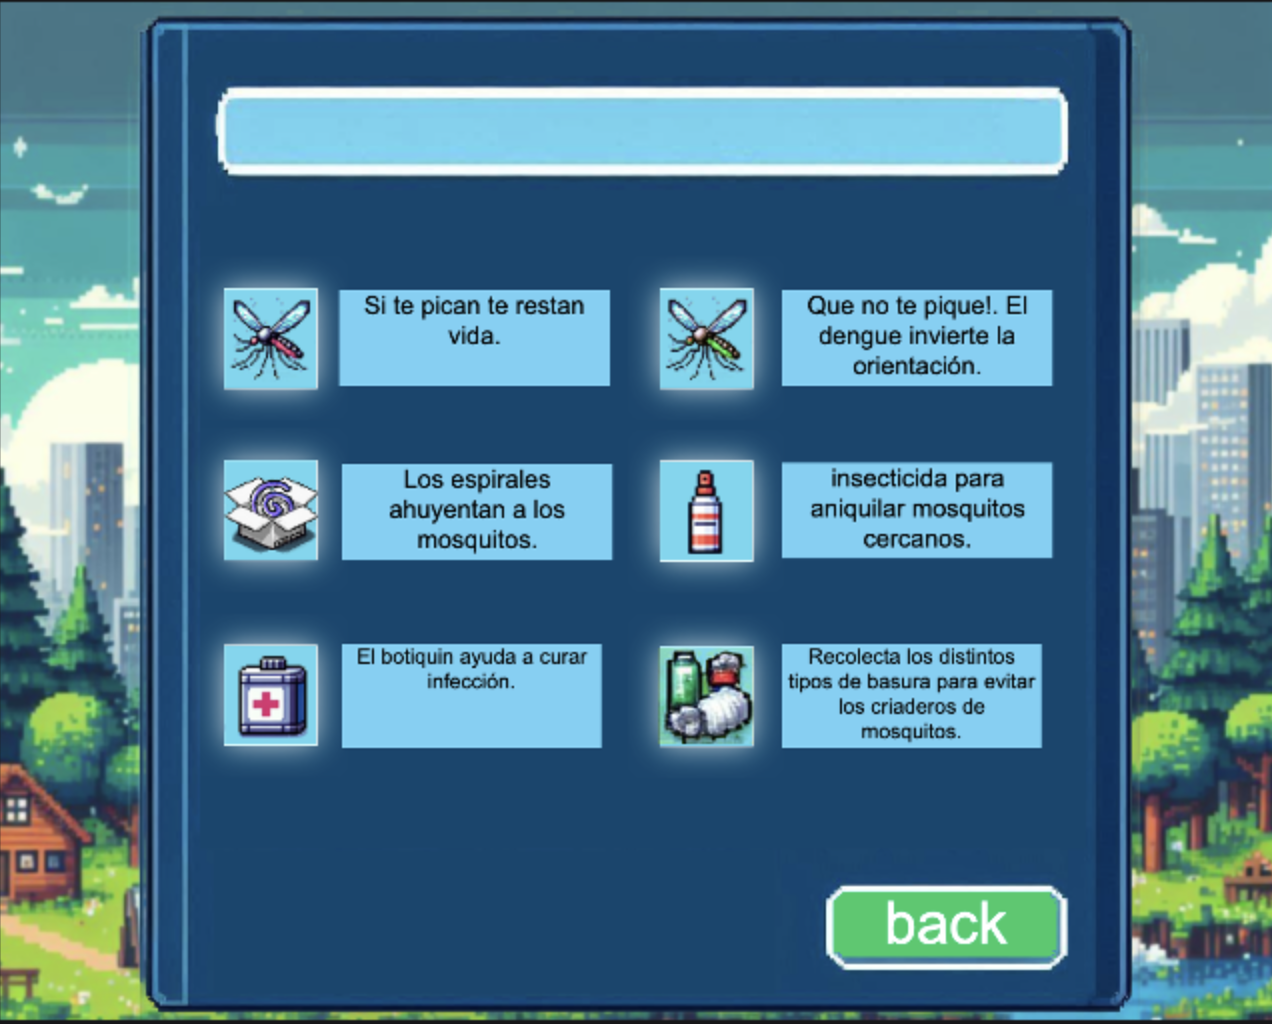 Si te pican te restan
vida.
Que no te pique!. El
dengue invierte la
orientación.
Los espirales
ahuyentan a los
mosquitos.
insecticida para
aniquilar mosquitos
cercanos.
El botiquin ayuda a curar
infección.
Recolecta los distintos
tipos de basura para evitar
los criaderos de
mosquitos.
back